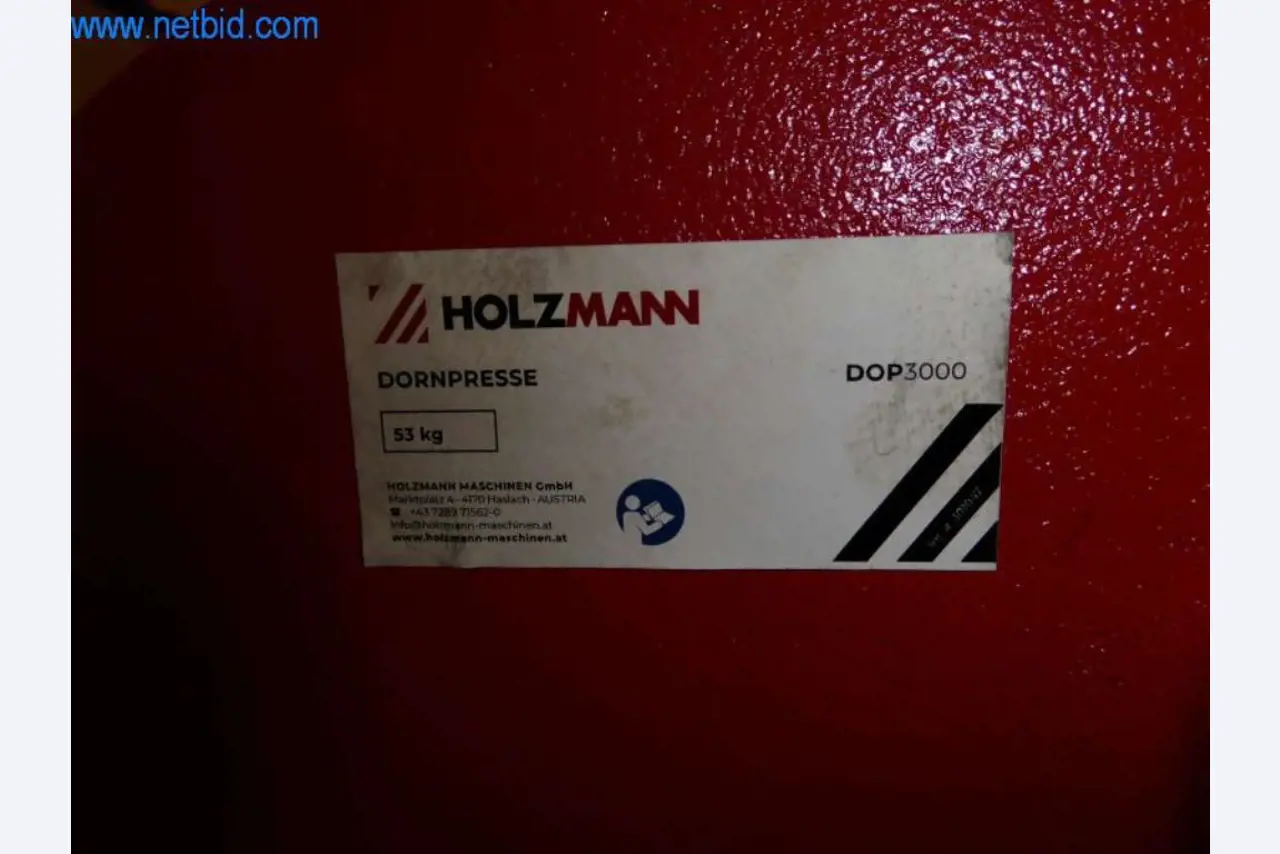 www.netbid.com
HOLZMANN
DORNPRESSE
DOP3000
53 kg
HOLZMANN MASCHINEN GmbH
Marktplatz 4 - 4170 Haslach - AUSTRIA
☎ : +43 7289 71562-0
info@holzmann-maschinen.at
www.holzmann-maschinen.at